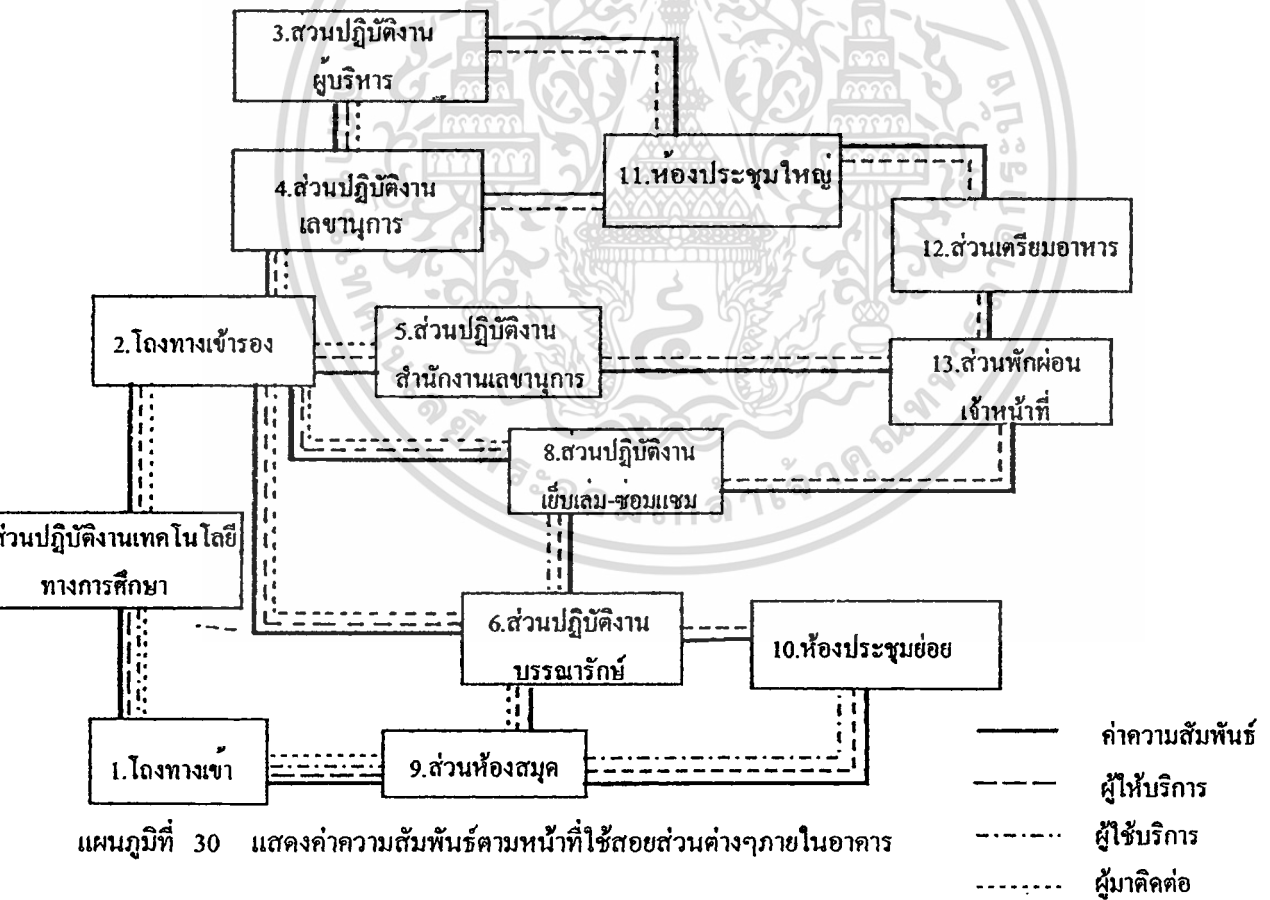 3.สวนปฏิบัติงาน
ผู้บริหาร
4.ส่วนปฏิบัติงาน
เลขานุการ
11.ห้องประชุมใหญ่
12.ส่วนเตรียมอาหาร
2.โถงทางเข้ารอง
5.ส่วนปฏิบัติงาน
สำนักงานเลขานุการ
13.ส่วนพักผ่อน
เจ้าหน้าที่
8.ส่วนปฏิบัติงาน
เย็บเล่ม-ซ่อมแซม
ส่วนปฏิบัติงานเทคโนโลยี
ทางการศึกษา
6.ส่วนปฏิบัติงาน
บรรณารักษ์
10.ห้องประชุมย่อย
1.โถงทางเข้า
9.ส่วนห้องสมุด
ค่าความสัมพันธ์
ผู้ให้บริการ
ผู้ใช้บริการ
ผู้มาติดต่อ
แผนภูมิที่ 30 แสดงค่าความสัมพันธ์ตามหน้าที่ใช้สอยส่วนต่างๆภายในอาคาร